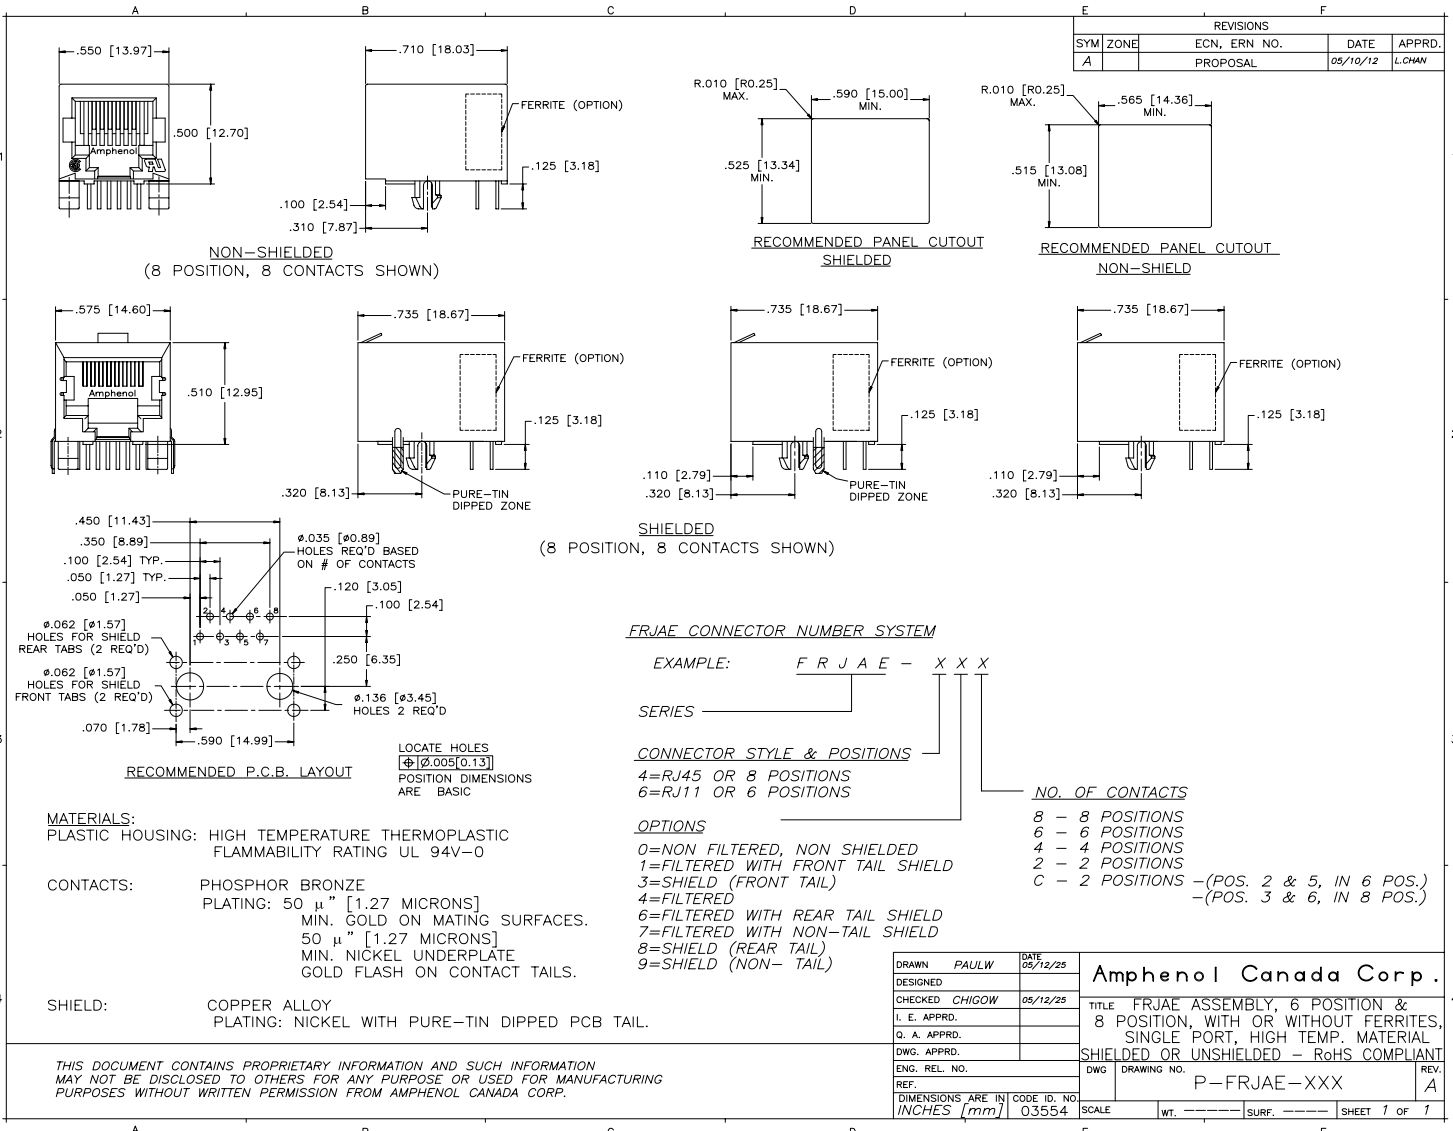 A B C D E F
REVISIONS
SYM ZONE ECN, ERN NO. DATE APPRD.
A PROPOSAL 05/10/12 L.CHAN
.550 [13.97]
.500 [12.70]
Amphenol
.710 [18.03]
FERRITE (OPTION)
.125 [3.18]
.100 [2.54]
.310 [7.87]
NON-SHIELDED
(8 POSITION, 8 CONTACTS SHOWN)
R.010 [R0.25]
MAX.
.590 [15.00]
MIN.
.525 [13.34]
MIN.
RECOMMENDED PANEL CUTOUT
SHIELDED
R.010 [R0.25]
MAX.
.565 [14.36]
MIN.
.515 [13.08]
MIN.
RECOMMENDED PANEL CUTOUT
NON-SHIELD
.575 [14.60]
.510 [12.95]
Amphenol
.735 [18.67]
FERRITE (OPTION)
.125 [3.18]
.320 [8.13]
PURE-TIN
DIPPED ZONE
.735 [18.67]
FERRITE (OPTION)
.125 [3.18]
.110 [2.79]
.320 [8.13]
PURE-TIN
DIPPED ZONE
.735 [18.67]
FERRITE (OPTION)
.125 [3.18]
.110 [2.79]
.320 [8.13]
SHIELDED
(8 POSITION, 8 CONTACTS SHOWN)
.450 [11.43]
.350 [8.89]
.100 [2.54] TYP.
.050 [1.27] TYP.
.050 [1.27]
ø.035 [ø0.89]
HOLES REQ'D BASED
ON # OF CONTACTS
.120 [3.05]
.100 [2.54]
2 4 6 8
1 3 5 7
ø.062 [ø1.57]
HOLES FOR SHIELD
REAR TABS (2 REQ'D)
.250 [6.35]
ø.062 [ø1.57]
HOLES FOR SHIELD
FRONT TABS (2 REQ'D)
ø.136 [ø3.45]
HOLES 2 REQ'D
.070 [1.78]
.590 [14.99]
RECOMMENDED P.C.B. LAYOUT
LOCATE HOLES
⌖ Ø.005[0.13]
POSITION DIMENSIONS
ARE BASIC
FRJAE CONNECTOR NUMBER SYSTEM
EXAMPLE: F R J A E - X X X
SERIES
CONNECTOR STYLE & POSITIONS
4=RJ45 OR 8 POSITIONS
6=RJ11 OR 6 POSITIONS
OPTIONS
0=NON FILTERED, NON SHIELDED
1=FILTERED WITH FRONT TAIL SHIELD
3=SHIELD (FRONT TAIL)
4=FILTERED
6=FILTERED WITH REAR TAIL SHIELD
7=FILTERED WITH NON-TAIL SHIELD
8=SHIELD (REAR TAIL)
9=SHIELD (NON- TAIL)
NO. OF CONTACTS
8 - 8 POSITIONS
6 - 6 POSITIONS
4 - 4 POSITIONS
2 - 2 POSITIONS
C - 2 POSITIONS -(POS. 2 & 5, IN 6 POS.)
-(POS. 3 & 6, IN 8 POS.)
MATERIALS:
PLASTIC HOUSING: HIGH TEMPERATURE THERMOPLASTIC
FLAMMABILITY RATING UL 94V-0
CONTACTS: PHOSPHOR BRONZE
PLATING: 50 µ" [1.27 MICRONS]
MIN. GOLD ON MATING SURFACES.
50 µ" [1.27 MICRONS]
MIN. NICKEL UNDERPLATE
GOLD FLASH ON CONTACT TAILS.
SHIELD: COPPER ALLOY
PLATING: NICKEL WITH PURE-TIN DIPPED PCB TAIL.
THIS DOCUMENT CONTAINS PROPRIETARY INFORMATION AND SUCH INFORMATION
MAY NOT BE DISCLOSED TO OTHERS FOR ANY PURPOSE OR USED FOR MANUFACTURING
PURPOSES WITHOUT WRITTEN PERMISSION FROM AMPHENOL CANADA CORP.
DRAWN PAULW DATE 05/12/25
DESIGNED
CHECKED CHIGOW 05/12/25
I. E. APPRD.
Q. A. APPRD.
DWG. APPRD.
ENG. REL. NO.
REF.
DIMENSIONS ARE IN INCHES [mm]
CODE ID. NO. 03554
Amphenol Canada Corp.
TITLE FRJAE ASSEMBLY, 6 POSITION &
8 POSITION, WITH OR WITHOUT FERRITES,
SINGLE PORT, HIGH TEMP. MATERIAL
SHIELDED OR UNSHIELDED - RoHS COMPLIANT
DWG DRAWING NO. P-FRJAE-XXX REV. A
SCALE WT. ----- SURF. ---- SHEET 1 OF 1